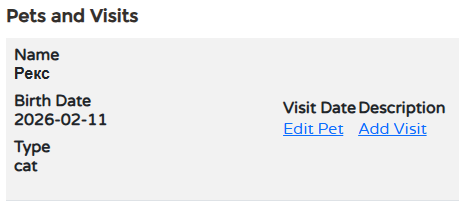 Pets and Visits
Name
Рекс
Birth Date
2026-02-11
Type
cat
Visit Date Description
Edit Pet Add Visit